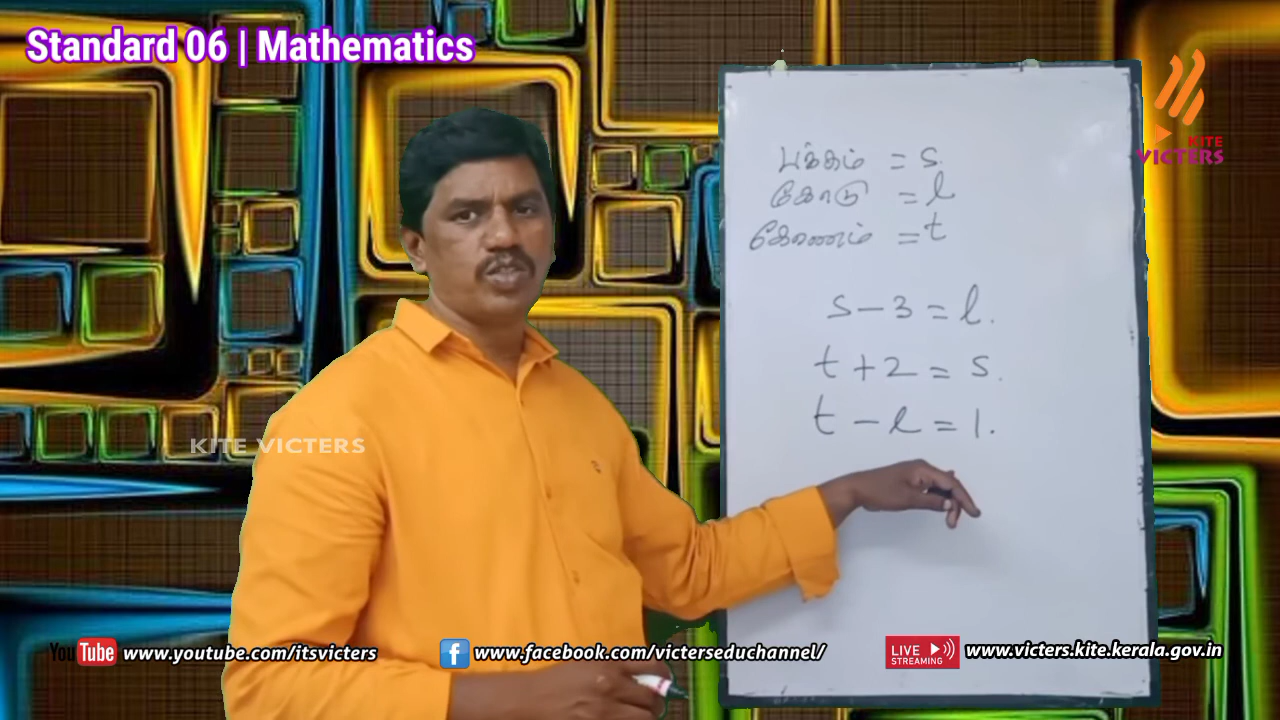 Standard 06 | Mathematics
KITE
VICTERS
பக்கம் = s.
கோடு = l
கோணம் = t
s – 3 = l.
t + 2 = s.
t – l = 1.
KITE VICTERS
YouTube www.youtube.com/itsvicters
f www.facebook.com/victerseduchannel/
LIVE STREAMING www.victers.kite.kerala.gov.in